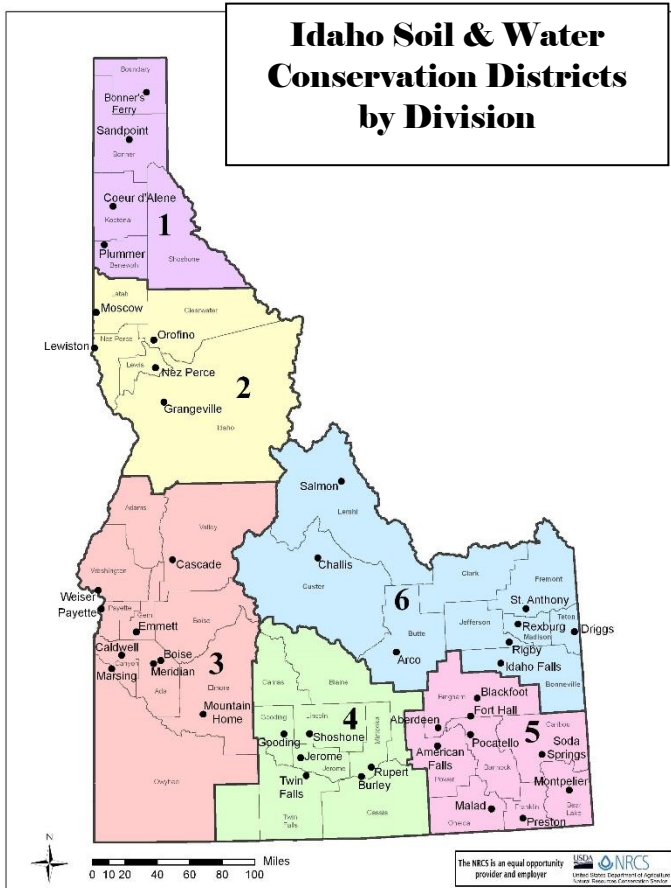 Idaho Soil & Water
Conservation Districts
by Division
Boundary
Bonner's
Ferry
Sandpoint
Bonner
Coeur d'Alene
Kootenai
1
Plummer
Benewah
Shoshone
Latah
Moscow
Clearwater
Nez Perce
Orofino
Lewiston
Lewis
Nez Perce
2
Grangeville
Idaho
Salmon
Lemhi
Adams
Valley
Cascade
Challis
Custer
Clark
Fremont
Washington
Weiser
Payette
Payette
Gem
Boise
Emmett
6
Butte
Jefferson
St. Anthony
Rexburg
Madison
Teton
Driggs
Rigby
Caldwell
Canyon
Boise
Meridian
Marsing
Ada
3
Elmore
Arco
Idaho Falls
Bonneville
Mountain
Home
Camas
Blaine
Bingham
Blackfoot
Fort Hall
Aberdeen
Caribou
5
Gooding
Lincoln
4
Minidoka
Gooding
Shoshone
American
Falls
Pocatello
Soda
Springs
Jerome
Jerome
Rupert
Power
Bannock
Montpelier
Twin
Falls
Burley
Owyhee
Twin
Falls
Cassia
Malad
Oneida
Franklin
Preston
Bear
Lake
N
Miles
0 10 20 40 60 80 100
The NRCS is an equal opportunity
provider and employer
USDA NRCS
United States Department of Agriculture
Natural Resources Conservation Service